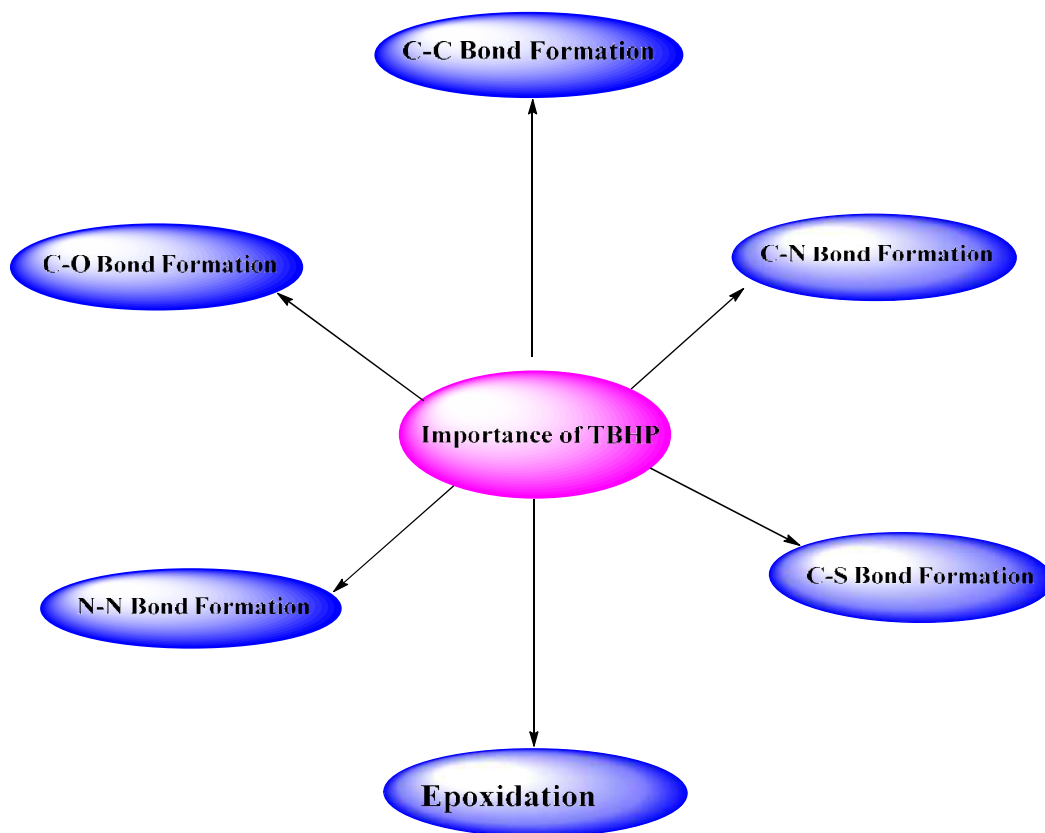 C-C Bond Formation
C-O Bond Formation
C-N Bond Formation
Importance of TBHP
C-S Bond Formation
N-N Bond Formation
Epoxidation